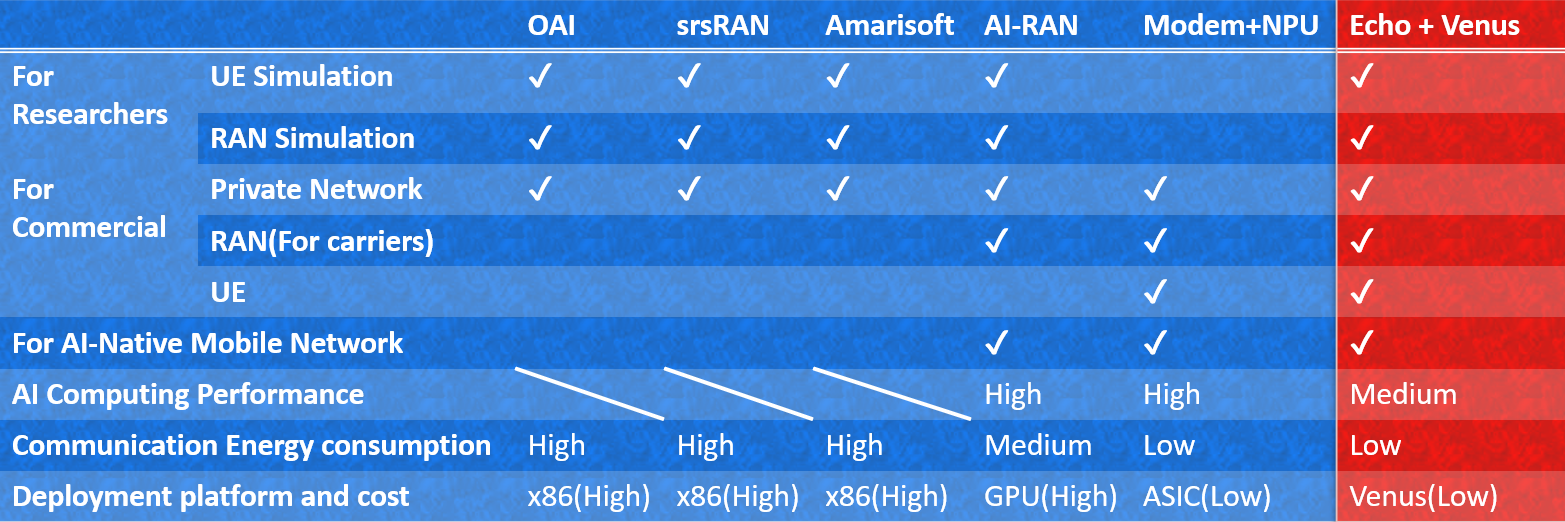 OAI srsRAN Amarisoft AI-RAN Modem+NPU Echo + Venus
For Researchers UE Simulation ✓ ✓ ✓ ✓ ✓
RAN Simulation ✓ ✓ ✓ ✓ ✓
For Commercial Private Network ✓ ✓ ✓ ✓ ✓ ✓
RAN(For carriers) ✓ ✓ ✓
UE ✓ ✓
For AI-Native Mobile Network ✓ ✓ ✓
AI Computing Performance High High Medium
Communication Energy consumption High High High Medium Low Low
Deployment platform and cost x86(High) x86(High) x86(High) GPU(High) ASIC(Low) Venus(Low)